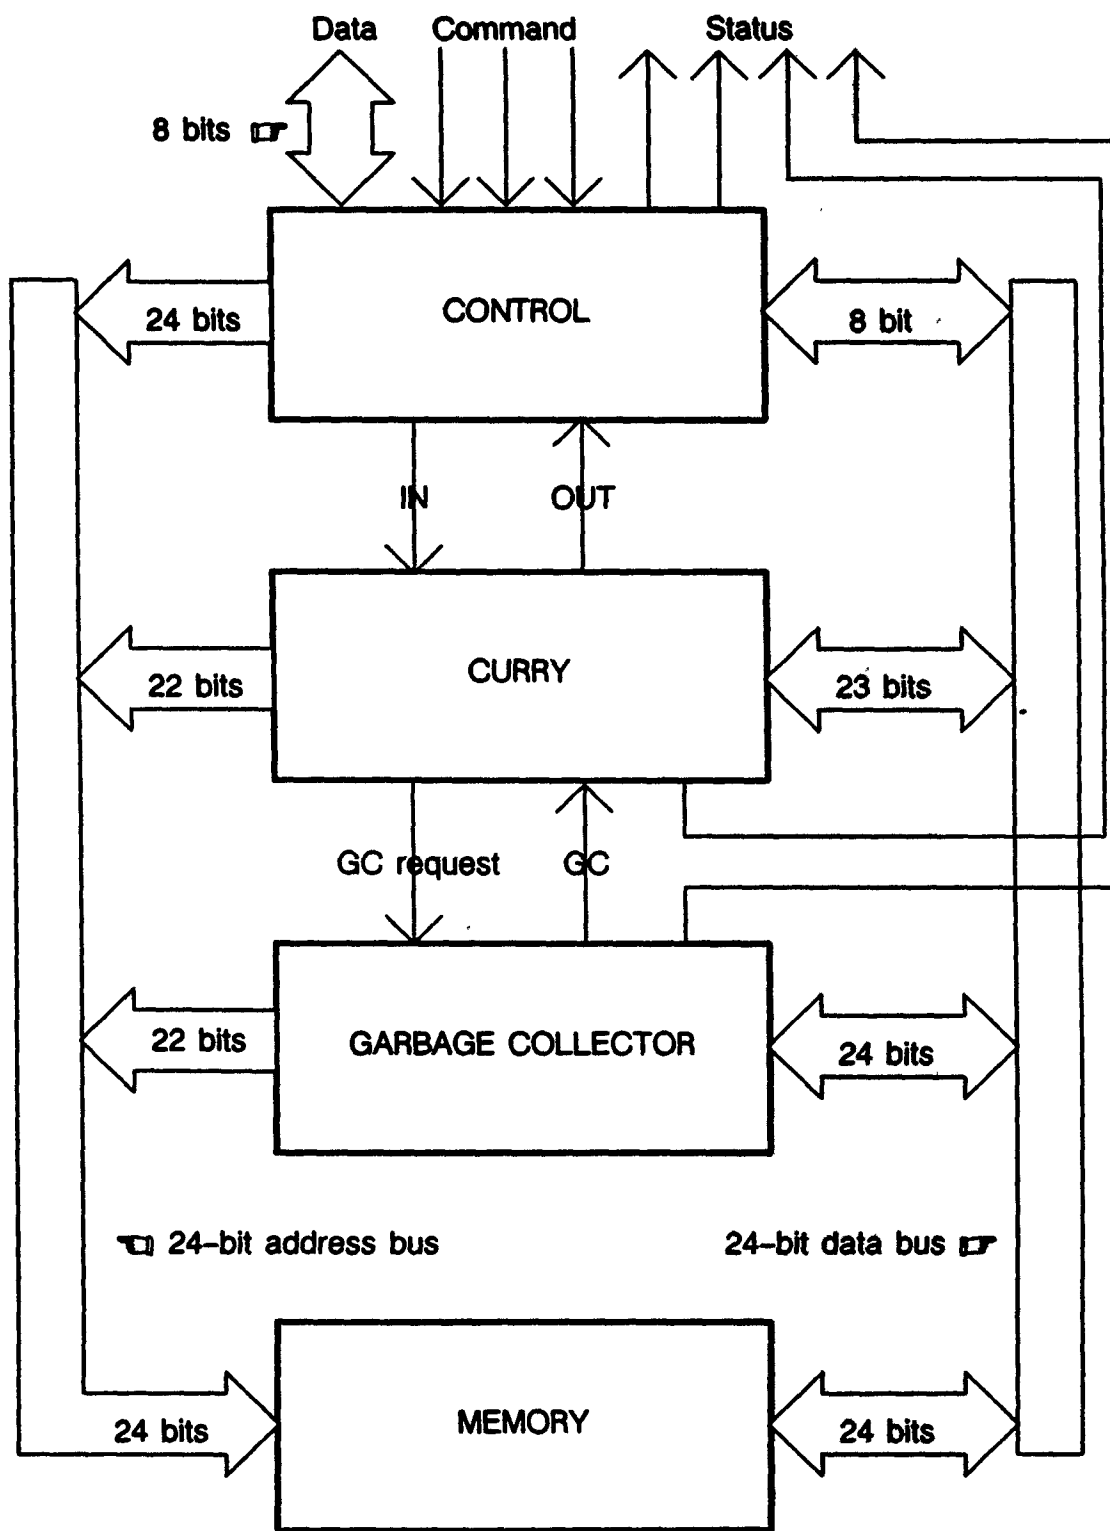 Data Command Status
8 bits
CONTROL
24 bits
8 bit
IN OUT
CURRY
22 bits
23 bits
GC request GC
GARBAGE COLLECTOR
22 bits
24 bits
24-bit address bus
24-bit data bus
MEMORY
24 bits
24 bits